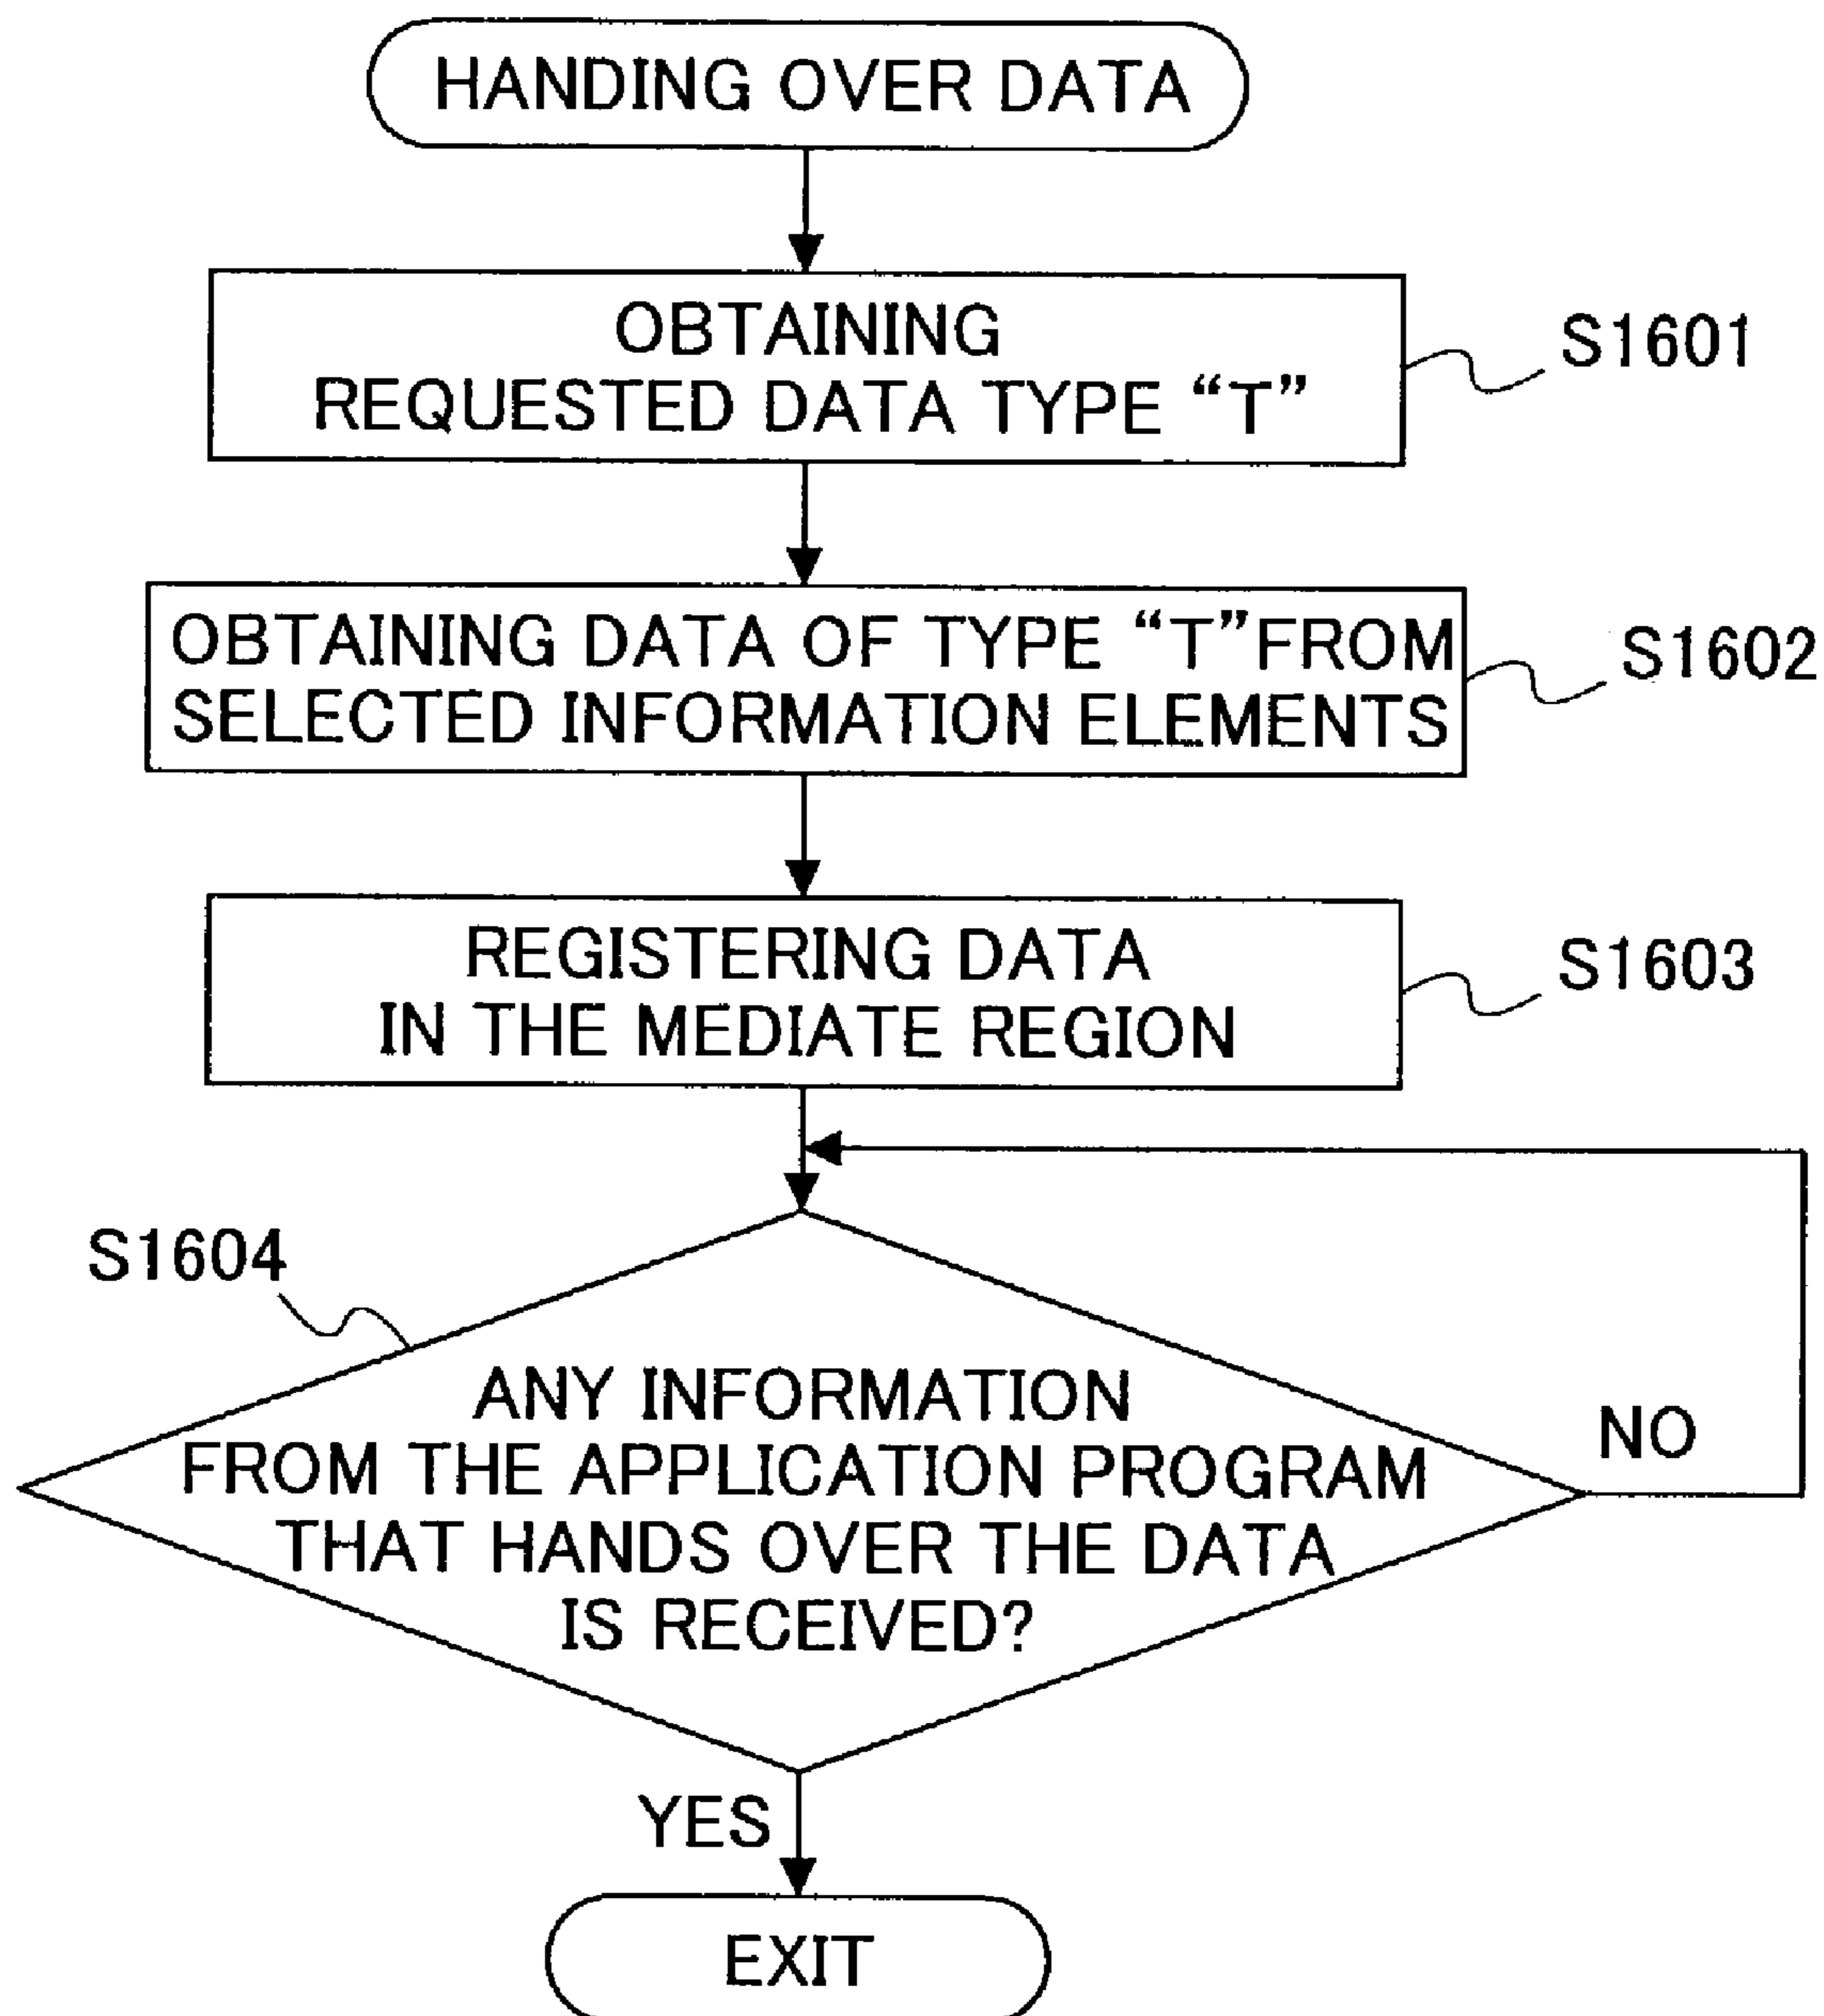 HANDING OVER DATA
OBTAINING
REQUESTED DATA TYPE “T”
S1601
OBTAINING DATA OF TYPE “T”FROM
SELECTED INFORMATION ELEMENTS
S1602
REGISTERING DATA
IN THE MEDIATE REGION
S1603
S1604
ANY INFORMATION
FROM THE APPLICATION PROGRAM
THAT HANDS OVER THE DATA
IS RECEIVED?
NO
YES
EXIT